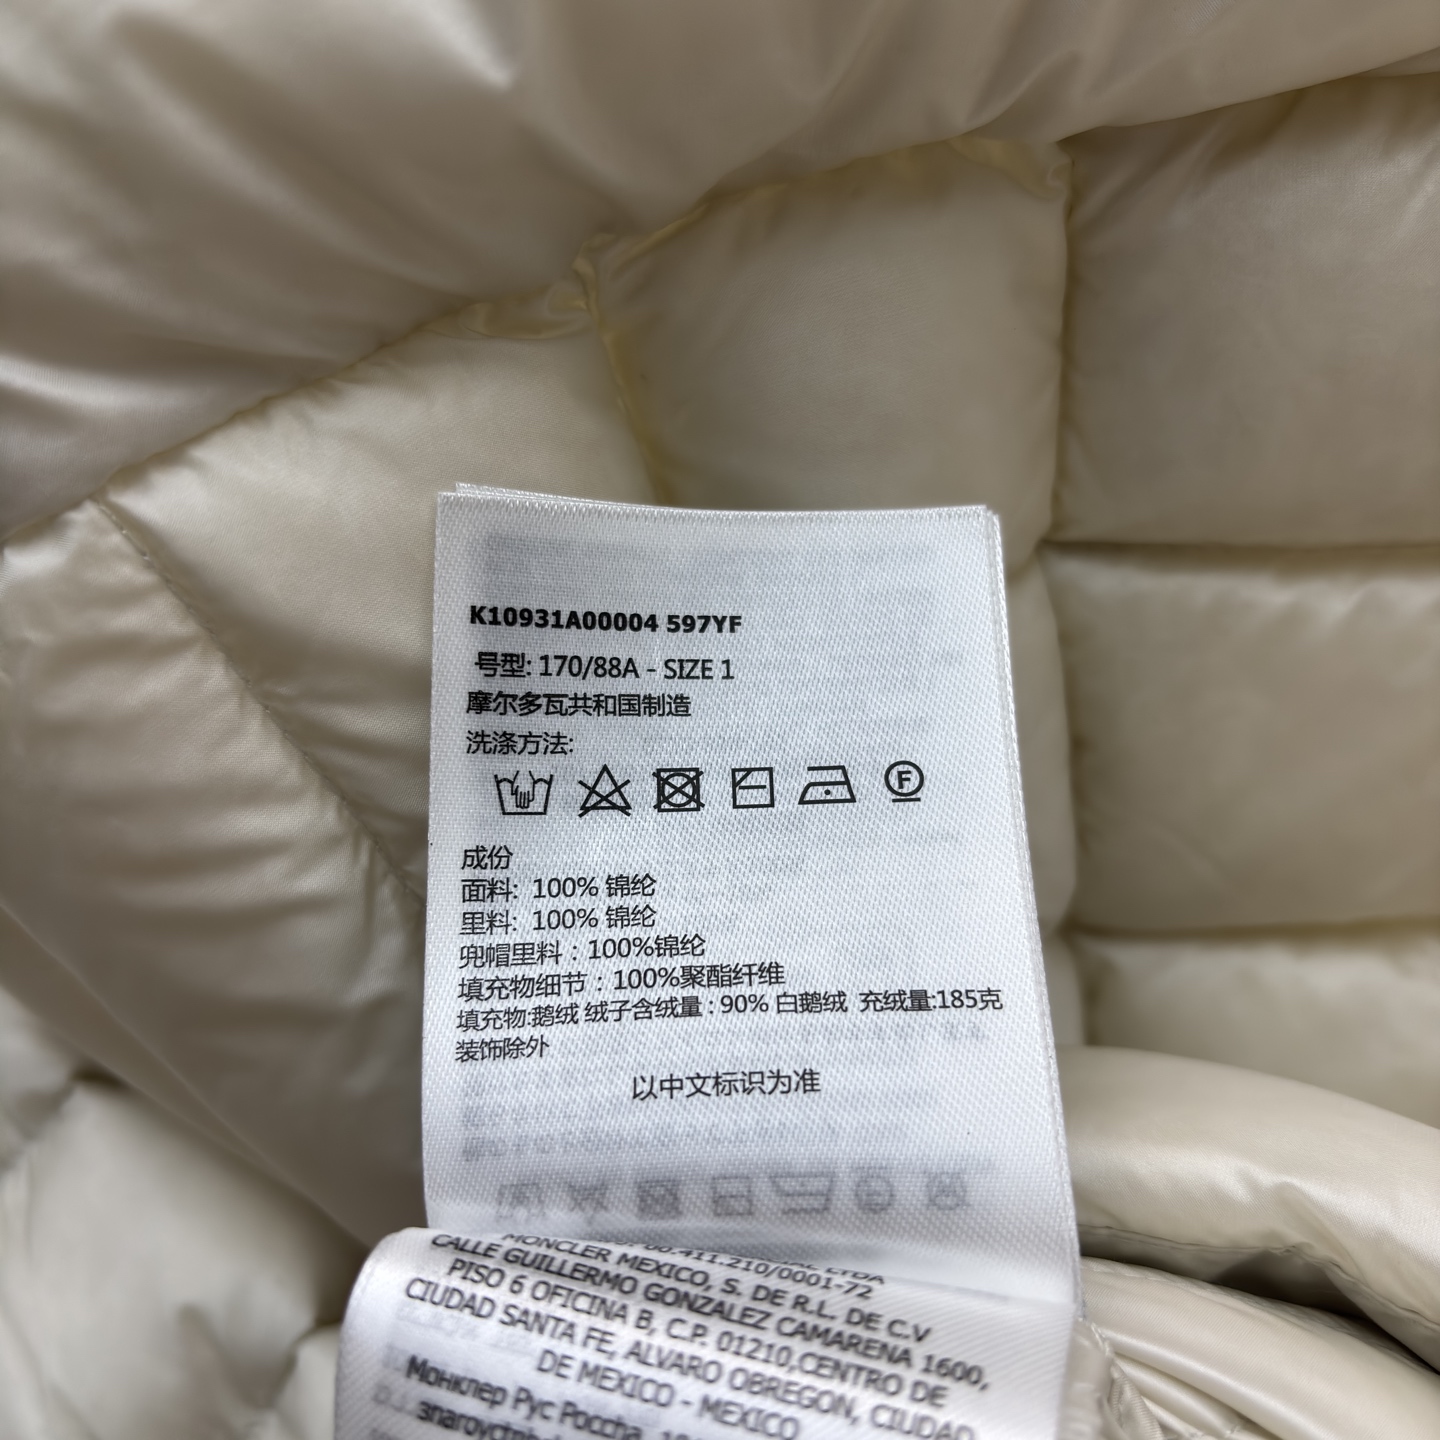 K10931A00004 597YF
号型: 170/88A - SIZE 1
摩尔多瓦共和国制造
洗涤方法:
F
成份
面料: 100% 锦纶
里料: 100% 锦纶
兜帽里料：100%锦纶
填充物细节：100%聚酯纤维
填充物:鹅绒 绒子含绒量：90% 白鹅绒 充绒量:185克
装饰除外
以中文标识为准
LTDA
.411.210/0001-72
MONCLER MEXICO, S. DE R.L. DE C.V
CALLE GUILLERMO GONZALEZ CAMARENA 1600,
PISO 6 OFICINA B, C.P. 01210,CENTRO DE
CIUDAD SANTA FE, ALVARO OBREGON, CIUDAD
DE MEXICO - MEXICO
Монклер Рус